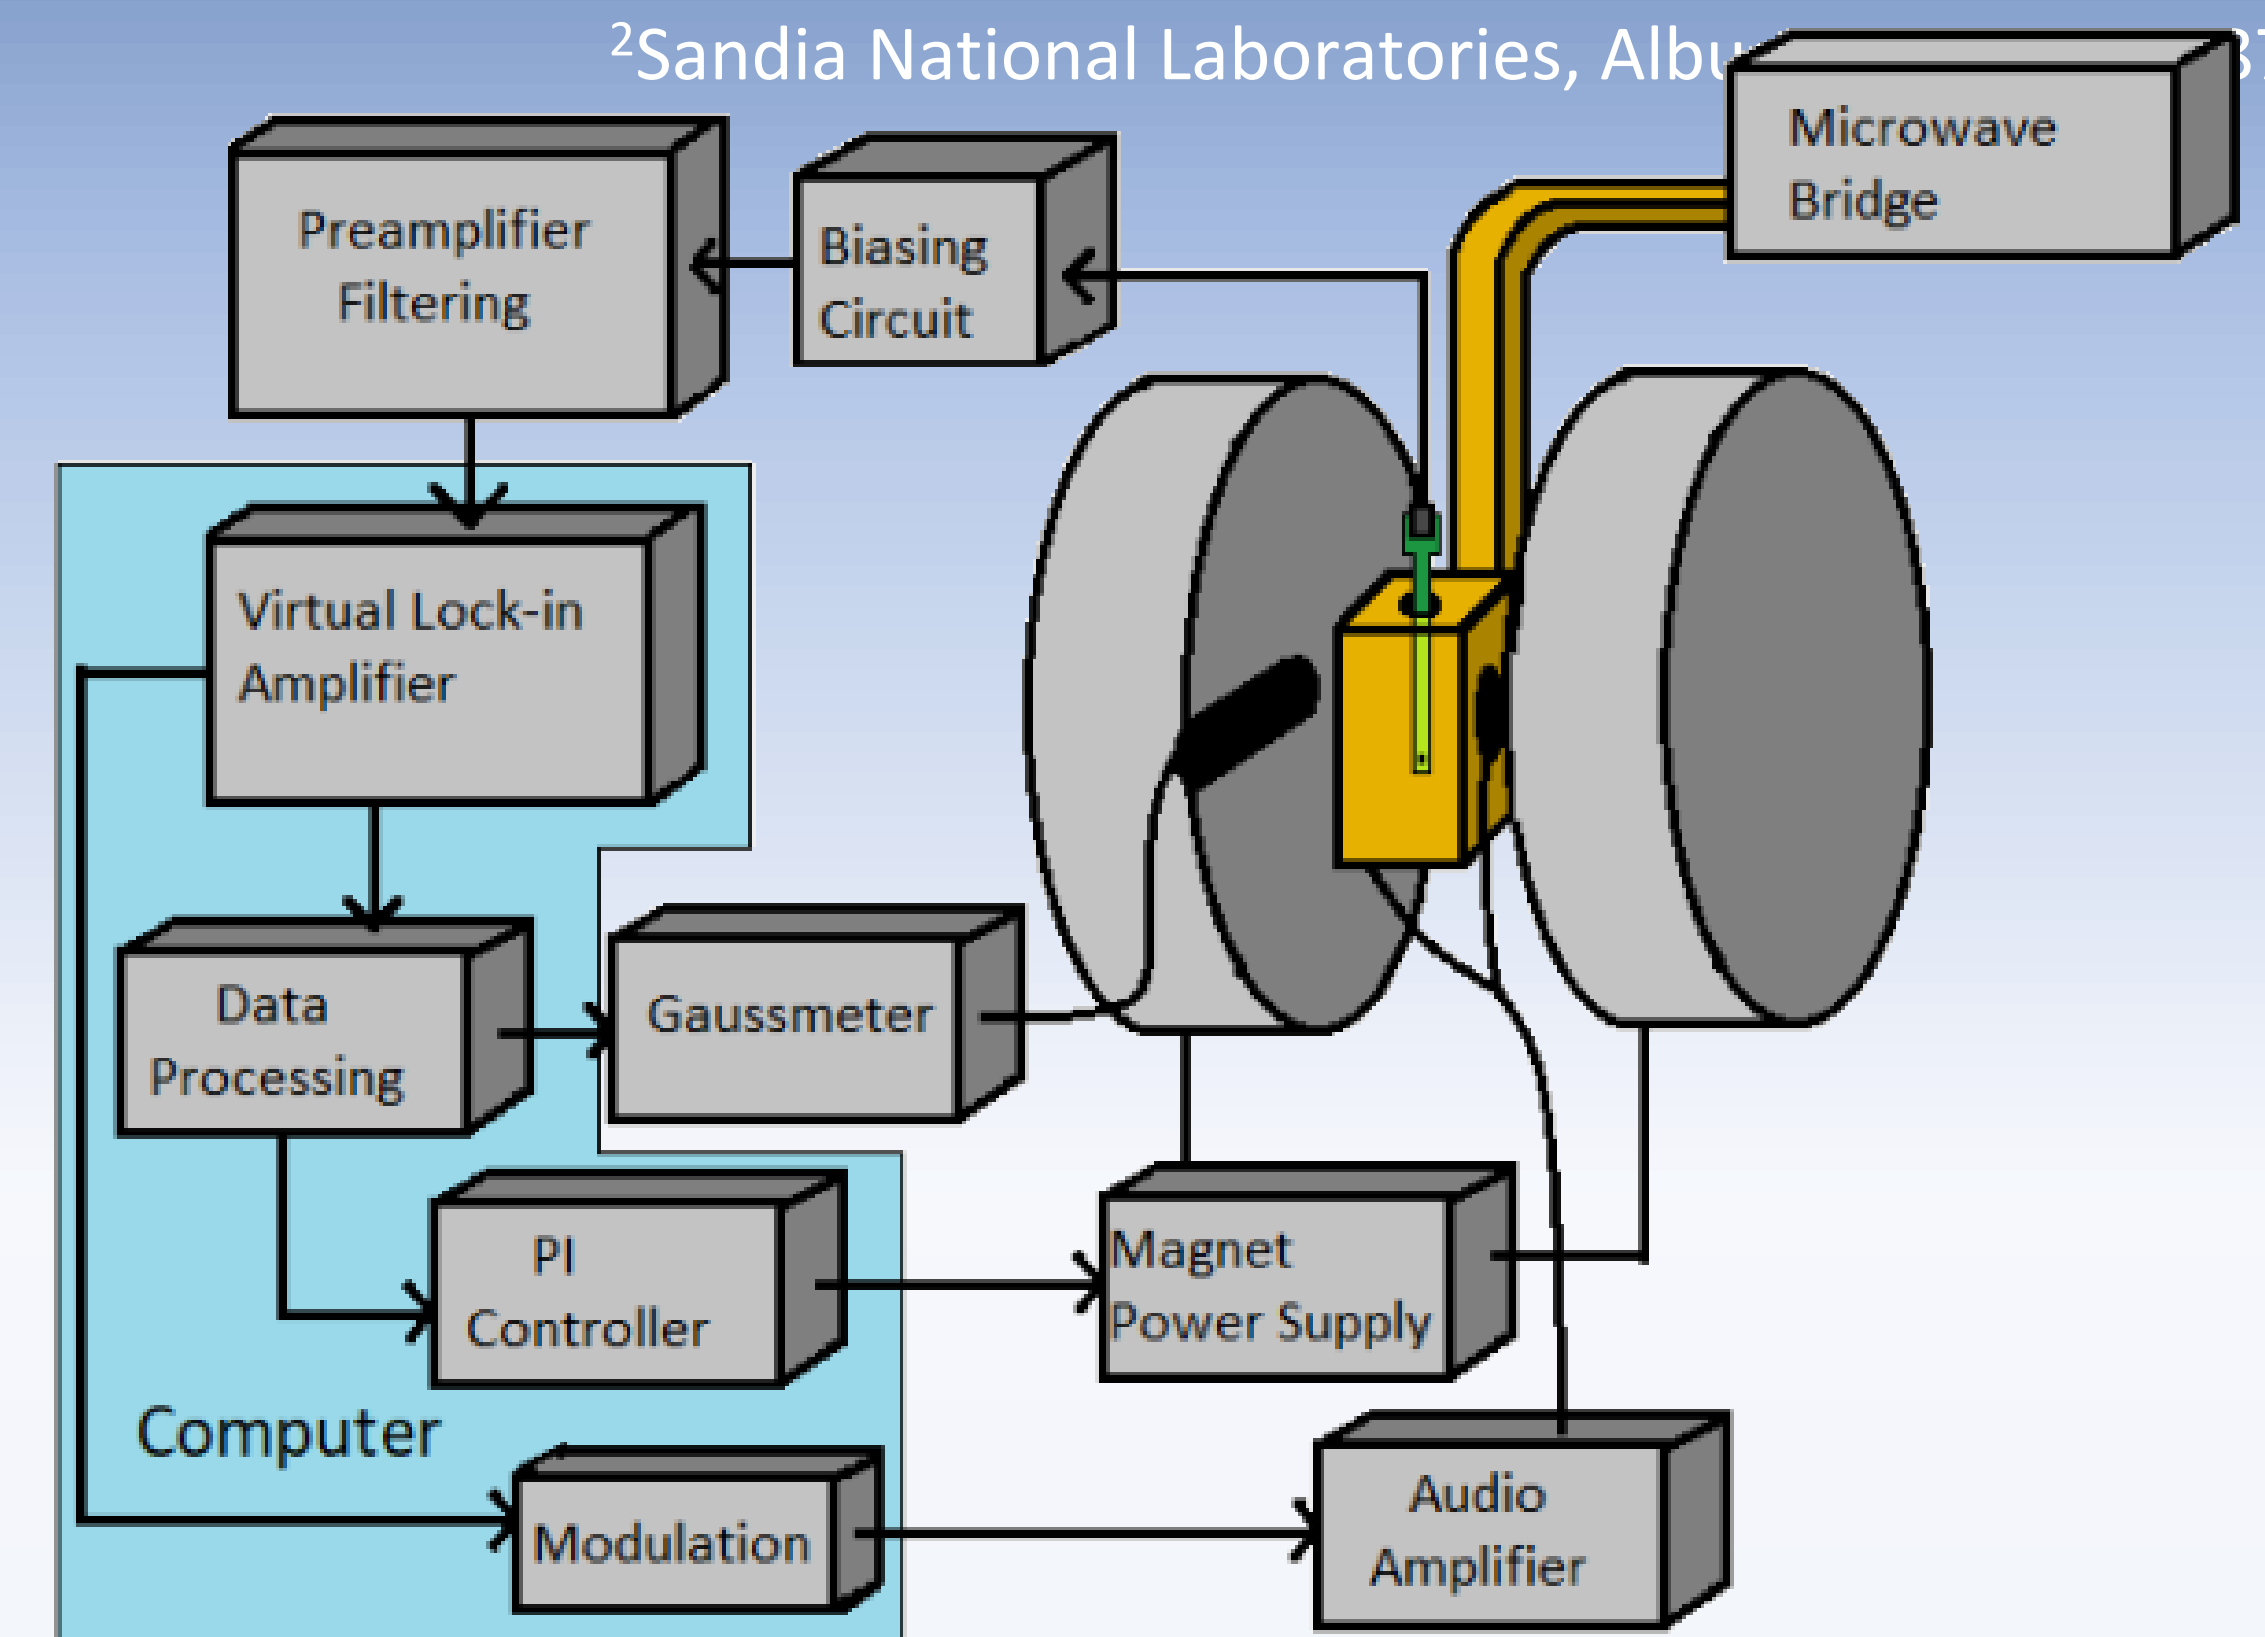 ²Sandia National Laboratories,
Microwave
Bridge
Preamplifier
Filtering
Biasing
Circuit
Virtual Lock-in
Amplifier
Data
Processing
Gaussmeter
PI
Controller
Magnet
Power Supply
Computer
Modulation
Audio
Amplifier